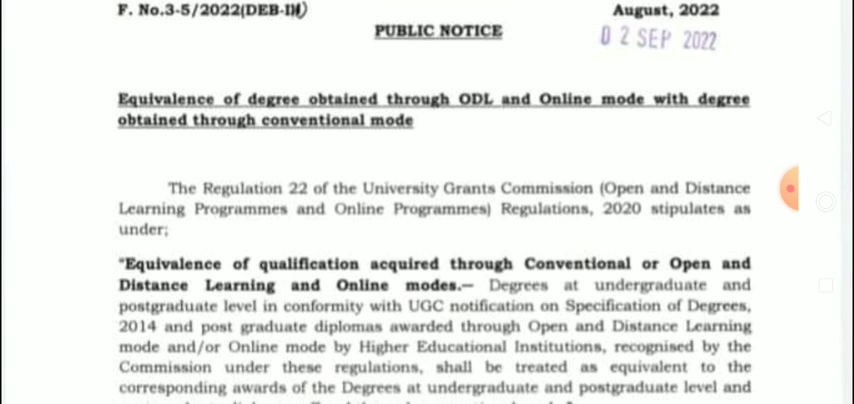 F. No.3-5/2022(DEB-III)
August, 2022
PUBLIC NOTICE
02 SEP 2022
Equivalence of degree obtained through ODL and Online mode with degree
obtained through conventional mode
The Regulation 22 of the University Grants Commission (Open and Distance
Learning Programmes and Online Programmes) Regulations, 2020 stipulates as
under;
"Equivalence of qualification acquired through Conventional or Open and
Distance Learning and Online modes.— Degrees at undergraduate and
postgraduate level in conformity with UGC notification on Specification of Degrees,
2014 and post graduate diplomas awarded through Open and Distance Learning
mode and/or Online mode by Higher Educational Institutions, recognised by the
Commission under these regulations, shall be treated as equivalent to the
corresponding awards of the Degrees at undergraduate and postgraduate level and